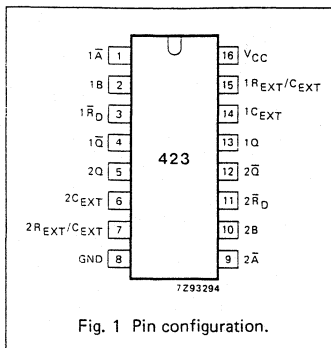 1A̅ 1 16 VCC
1B 2 15 1REXT/CEXT
1R̅D 3 14 1CEXT
1Q̅ 4 13 1Q
423
2Q 5 12 2Q̅
2CEXT 6 11 2R̅D
2REXT/CEXT 7 10 2B
GND 8 9 2A̅
7Z93294
Fig. 1 Pin configuration.